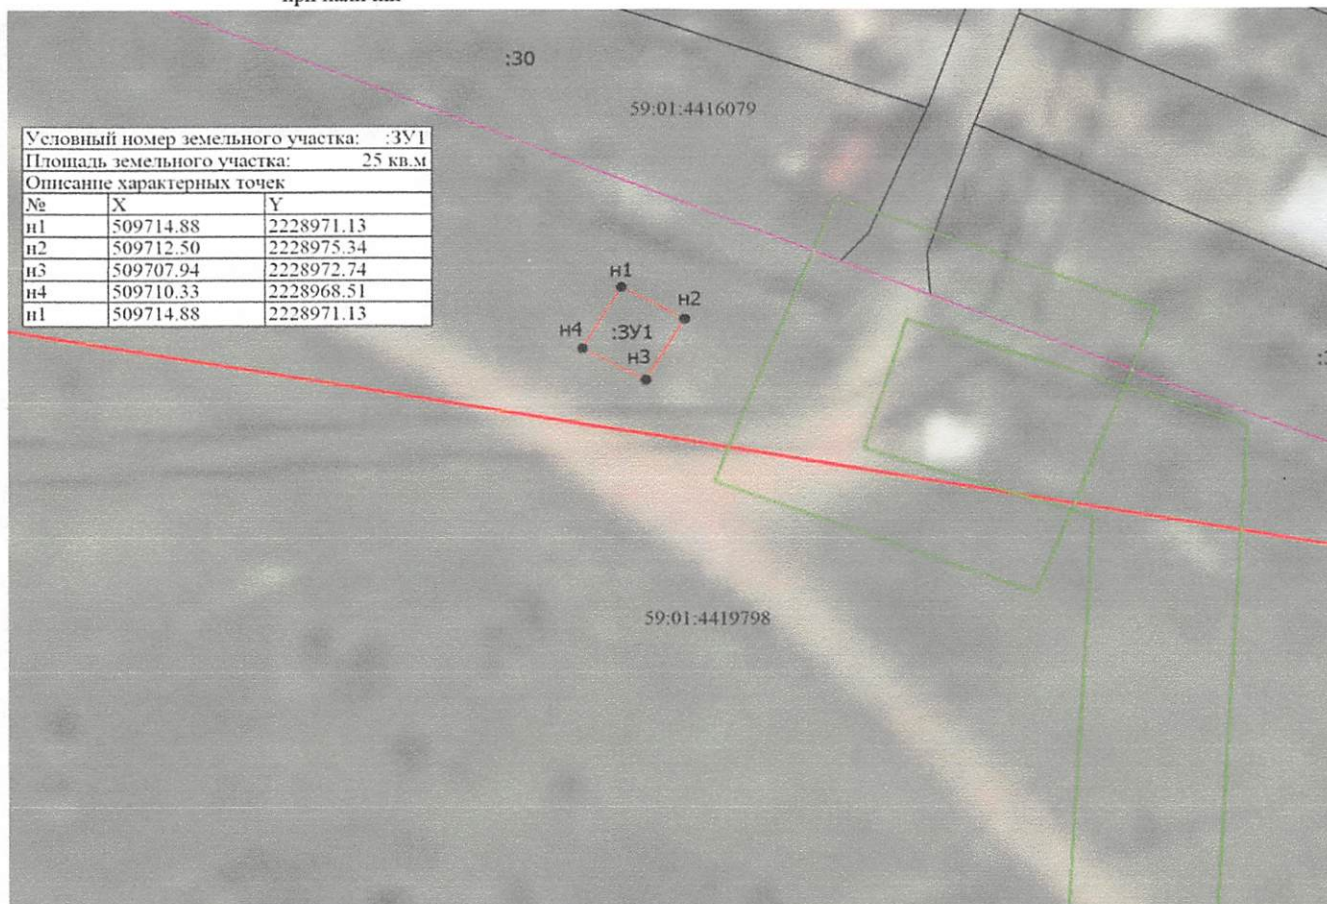 при наличии
:30
59:01:4416079
Условный номер земельного участка: :ЗУ1
Площадь земельного участка: 25 кв.м
Описание характерных точек
№ X Y
н1 509714.88 2228971.13
н2 509712.50 2228975.34
н3 509707.94 2228972.74
н4 509710.33 2228968.51
н1 509714.88 2228971.13
н1
н2
н4 :ЗУ1
н3
59:01:4419798